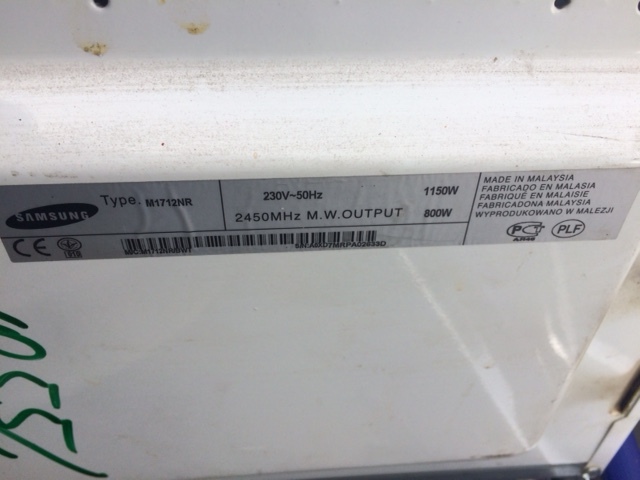 SAMSUNG
Type. M1712NR
230V~50Hz 1150W
2450MHz M.W.OUTPUT 800W
MADE IN MALAYSIA
FABRICADO EN MALASIA
FABRIQUÉ EN MALAISIE
FABRICADONA MALAYSIA
WYPRODUKOWANO W MALEZJI
CE
PLF